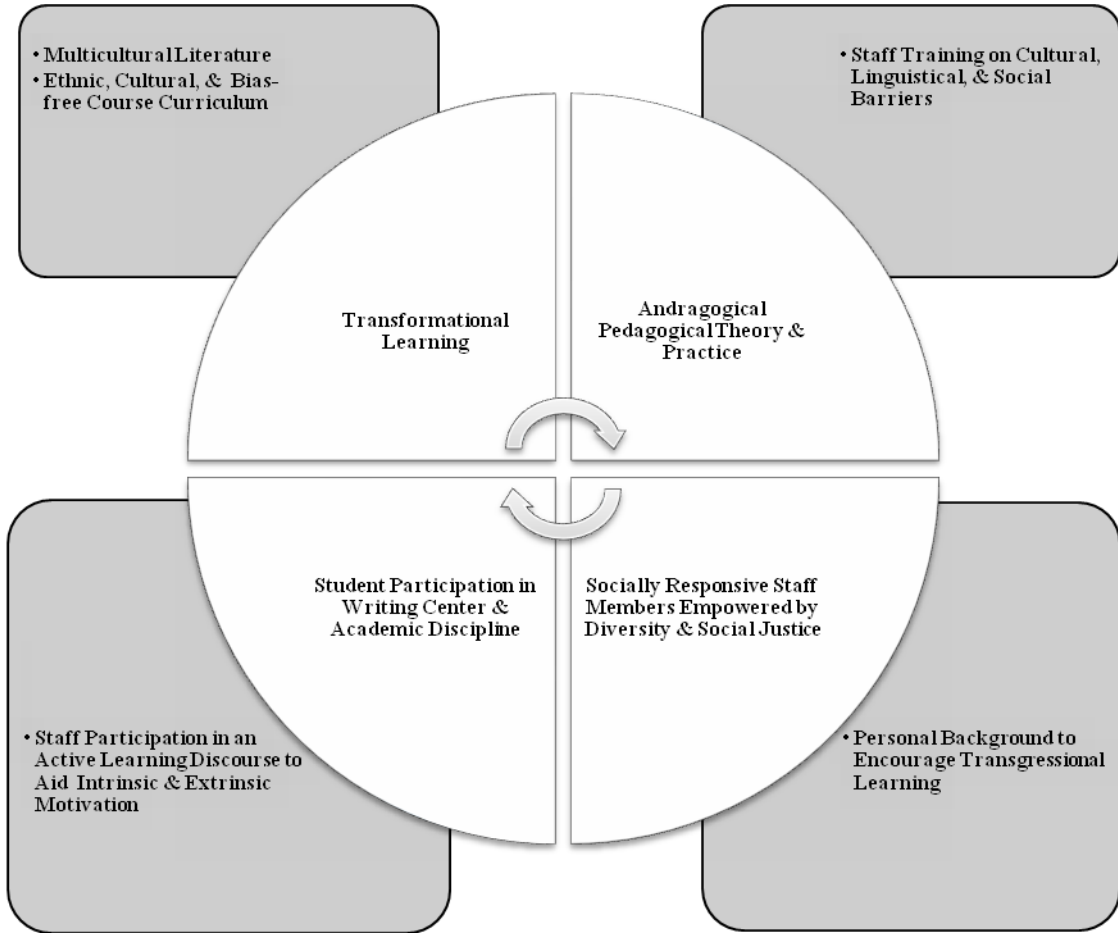 • Multicultural Literature
• Ethnic, Cultural, & Bias-
free Course Curriculum
• Staff Training on Cultural,
Linguistical, & Social
Barriers
Transformational
Learning
Andragogical
Pedagogical Theory &
Practice
Student Participation in
Writing Center &
Academic Discipline
Socially Responsive Staff
Members Empowered by
Diversity & Social Justice
• Staff Participation in an
Active Learning Discourse to
Aid Intrinsic & Extrinsic
Motivation
• Personal Background to
Encourage Transgressional
Learning